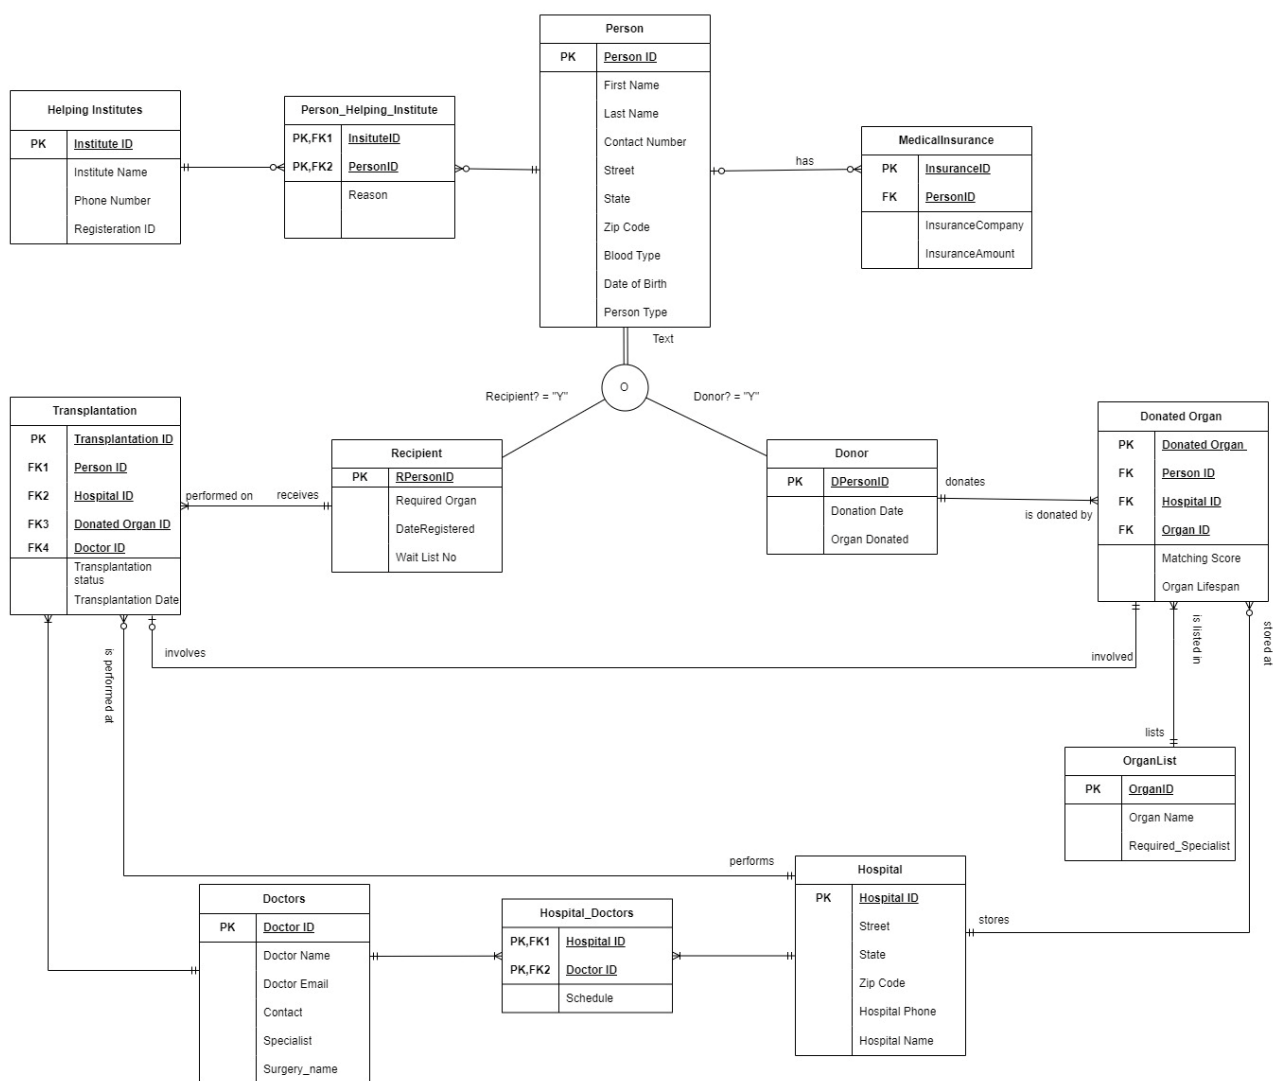 Person
PK Person ID
First Name
Last Name
Contact Number
Street
State
Zip Code
Blood Type
Date of Birth
Person Type
Helping Institutes
PK Institute ID
Institute Name
Phone Number
Registeration ID
Person_Helping_Institute
PK,FK1 InsituteID
PK,FK2 PersonID
Reason
has
MedicalInsurance
PK InsuranceID
FK PersonID
InsuranceCompany
InsuranceAmount
Text
O
Recipient? = "Y"
Donor? = "Y"
Transplantation
PK Transplantation ID
FK1 Person ID
FK2 Hospital ID
FK3 Donated Organ ID
FK4 Doctor ID
Transplantation
status
Transplantation Date
performed on
receives
Recipient
PK RPersonID
Required Organ
DateRegistered
Wait List No
Donor
PK DPersonID
Donation Date
Organ Donated
donates
is donated by
Donated Organ
PK Donated Organ
FK Person ID
FK Hospital ID
FK Organ ID
Matching Score
Organ Lifespan
is performed at
involves
involved
is listed in
stored at
lists
OrganList
PK OrganID
Organ Name
Required_Specialist
performs
Hospital
PK Hospital ID
Street
State
Zip Code
Hospital Phone
Hospital Name
stores
Doctors
PK Doctor ID
Doctor Name
Doctor Email
Contact
Specialist
Surgery_name
Hospital_Doctors
PK,FK1 Hospital ID
PK,FK2 Doctor ID
Schedule